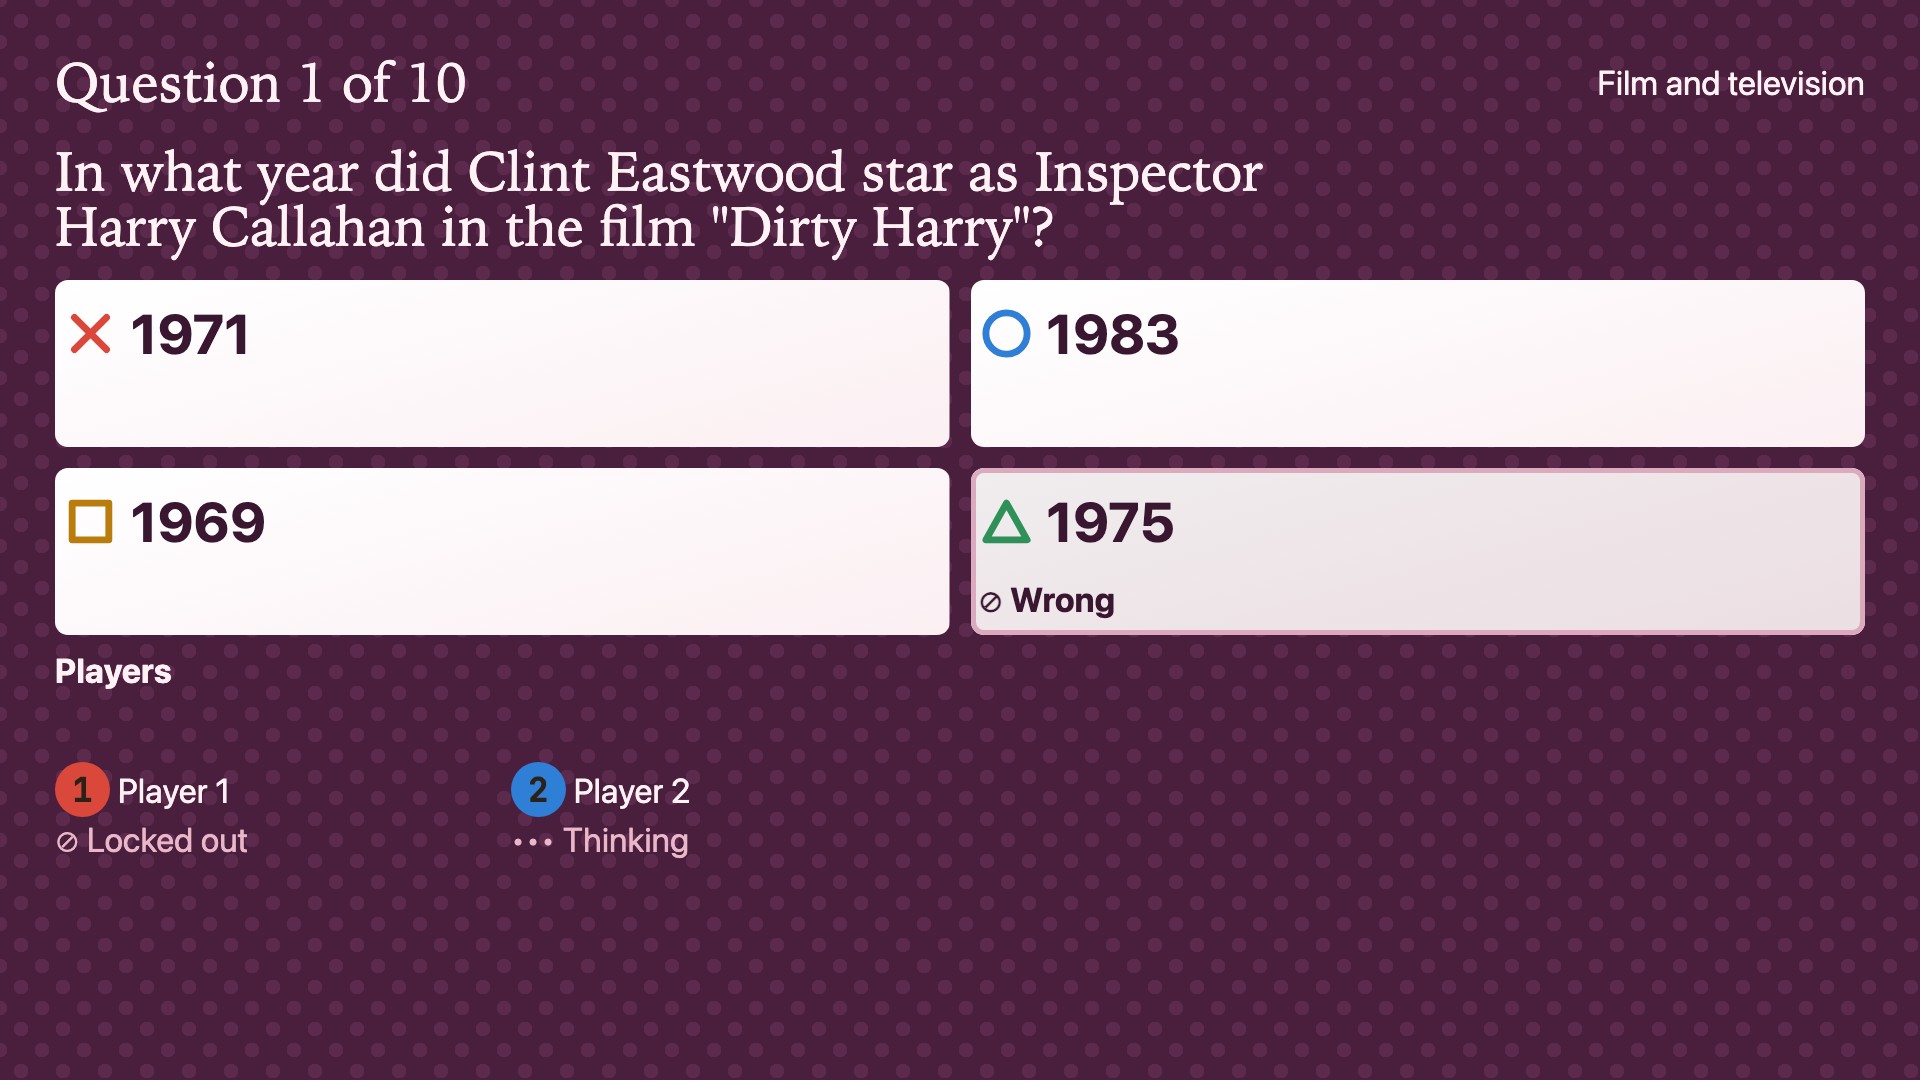 Question 1 of 10
Film and television
In what year did Clint Eastwood star as Inspector
Harry Callahan in the film "Dirty Harry"?
1971
1983
1969
1975
Wrong
Players
1 Player 1
2 Player 2
Locked out
Thinking